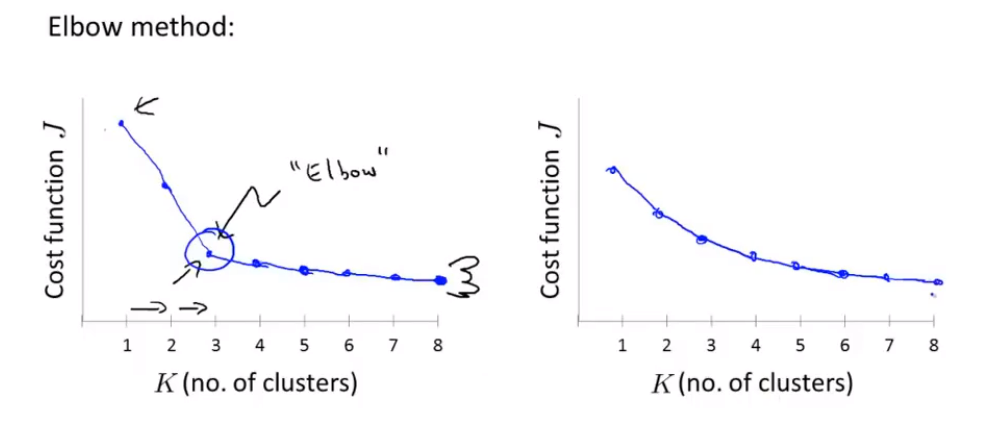 Elbow method:
"Elbow"
Cost function J
1 2 3 4 5 6 7 8
K (no. of clusters)
Cost function J
1 2 3 4 5 6 7 8
K (no. of clusters)